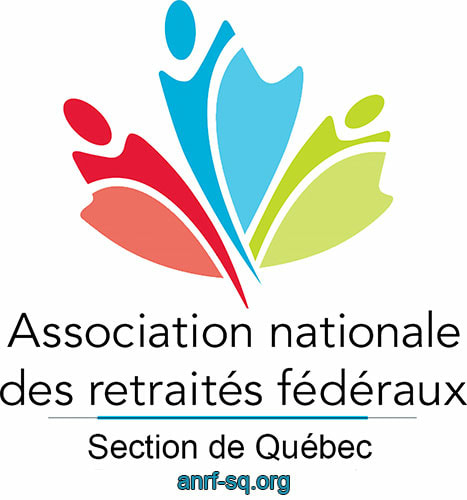 Association nationale
des retraités fédéraux
Section de Québec
anrf-sq.org